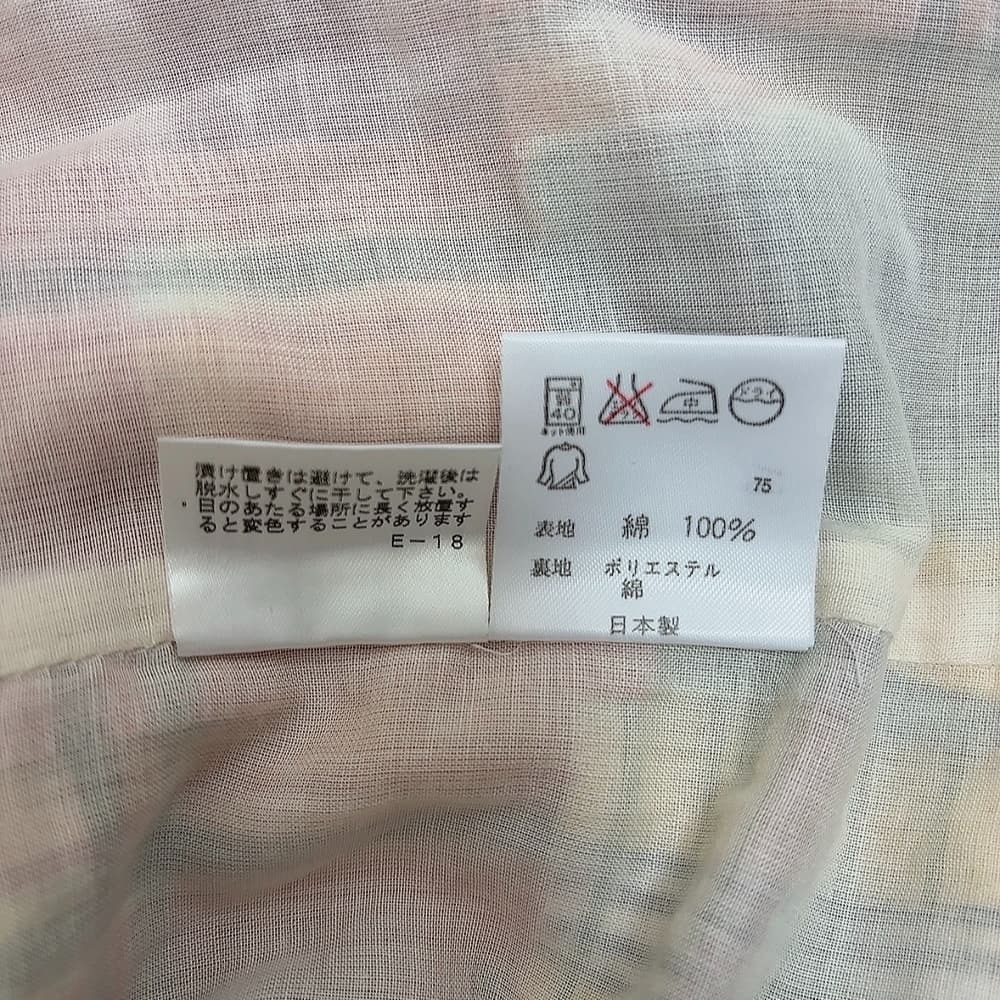 漬け置きは避けて、洗濯後は
脱水しすぐに干して下さい。
・目のあたる場所に長く放置す
ると変色することがあります
E-18
弱
40
ネット使用
中
ドライ
75
表地 綿 100%
裏地 ポリエステル
綿
日本製